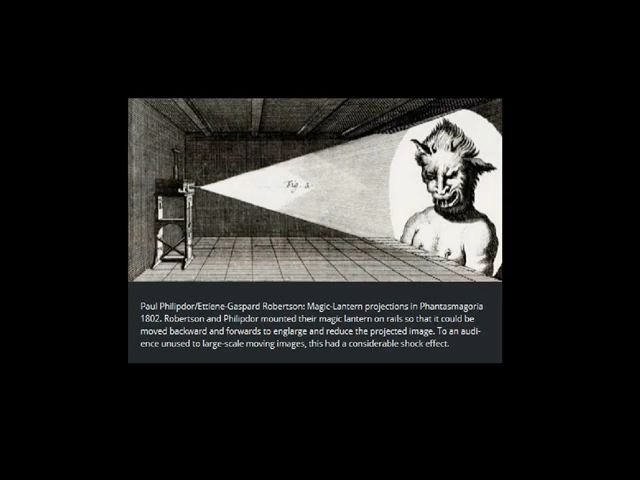 Fig. 3.
Paul Philipdor/Ettiene-Gaspard Robertson: Magic-Lantern projections in Phantasmagoria
1802. Robertson and Philipdor mounted their magic lantern on rails so that it could be
moved backward and forwards to englarge and reduce the projected image. To an audi-
ence unused to large-scale moving images, this had a considerable shock effect.